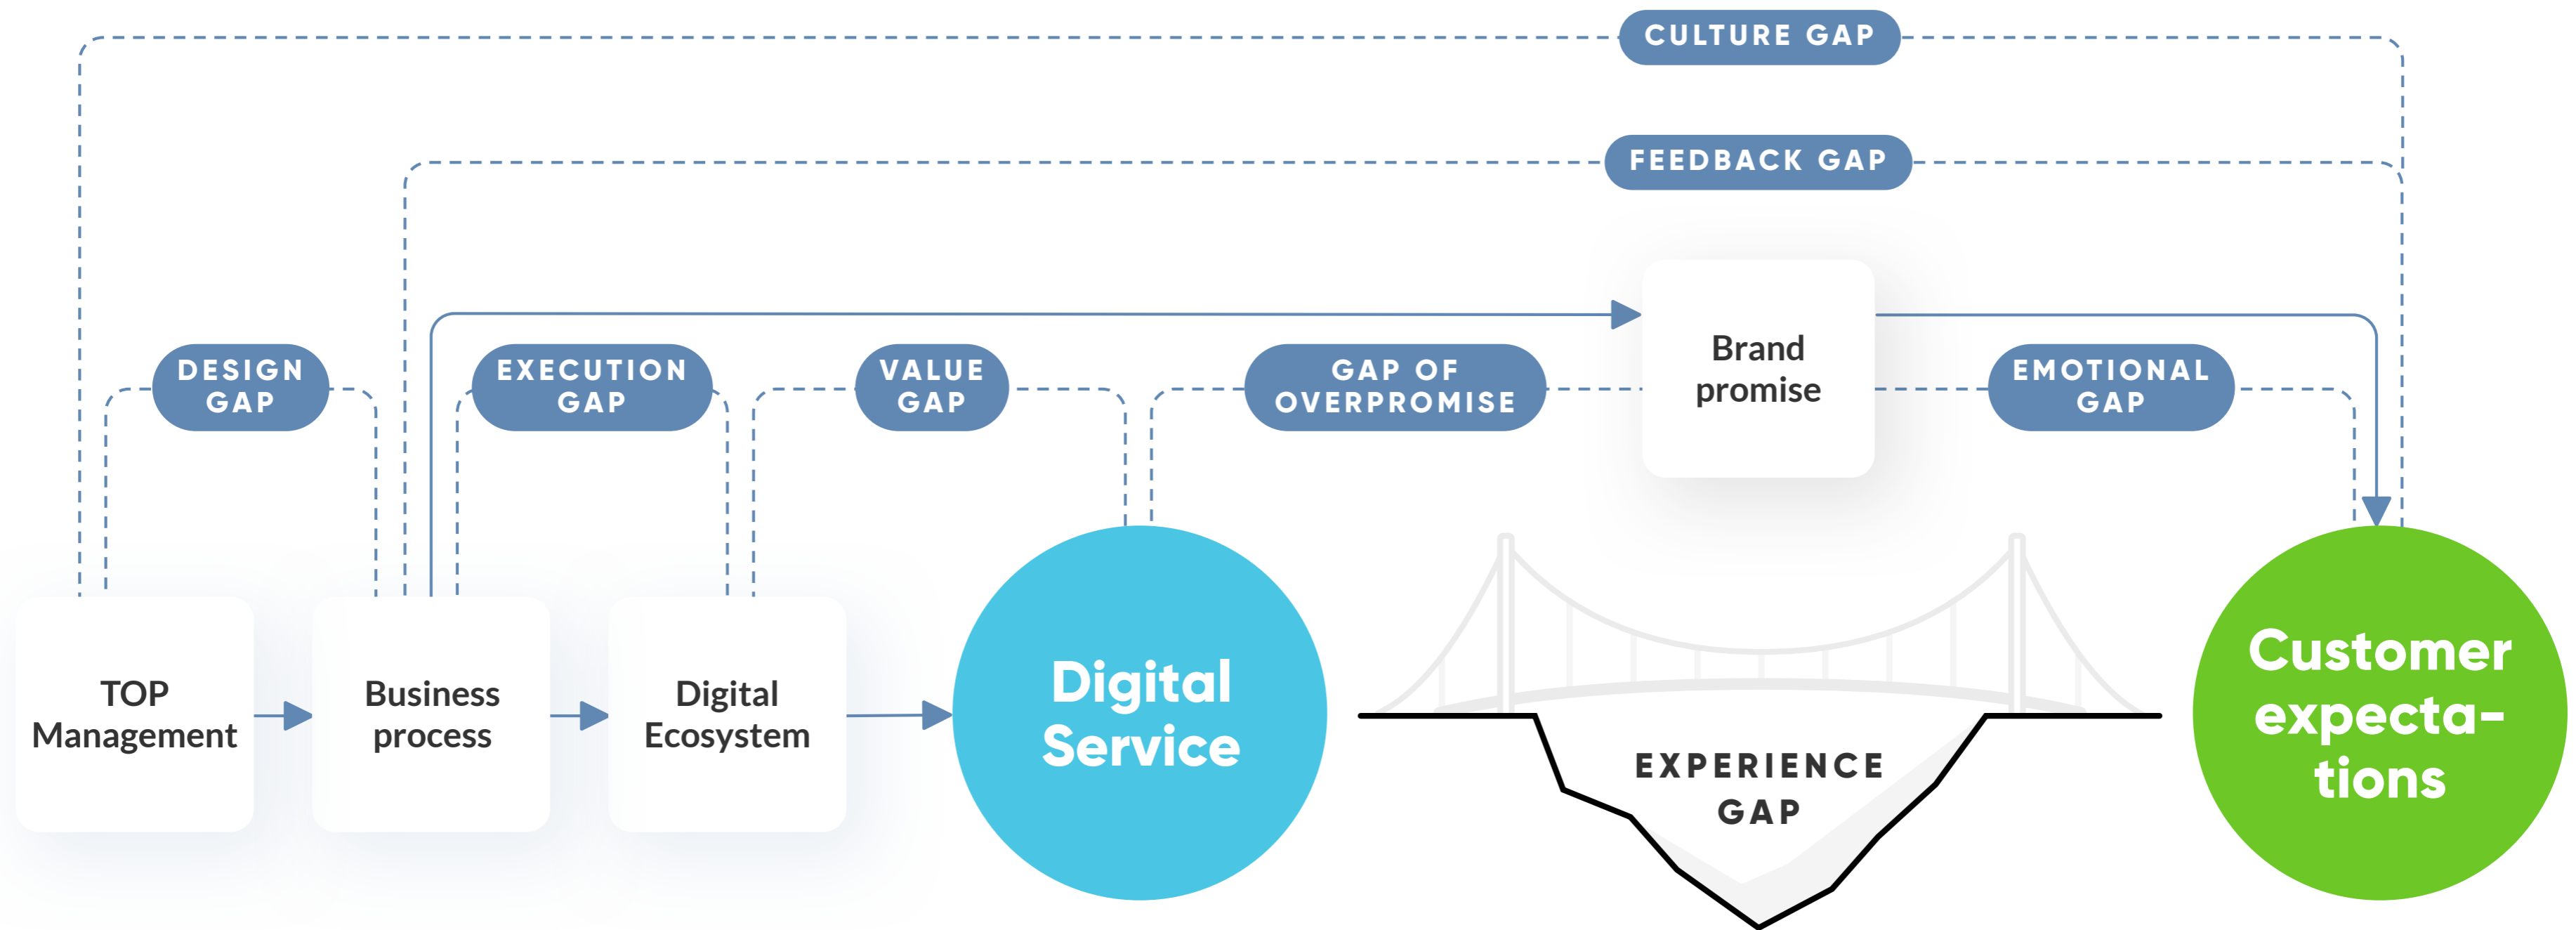 CULTURE GAP
FEEDBACK GAP
Brand
promise
DESIGN
GAP
EXECUTION
GAP
VALUE
GAP
GAP OF
OVERPROMISE
EMOTIONAL
GAP
TOP
Management
Business
process
Digital
Ecosystem
Digital
Service
EXPERIENCE
GAP
Customer
expecta-
tions